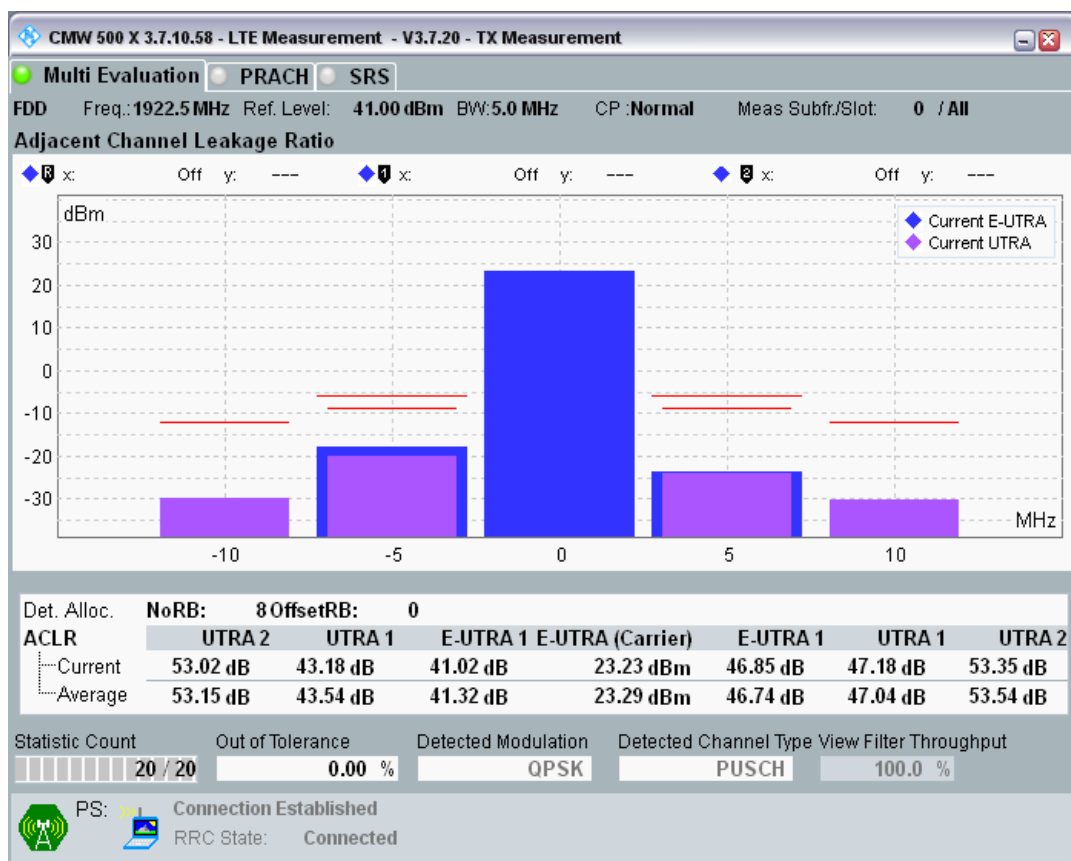 CMW 500 X 3.7.10.58 - LTE Measurement - V3.7.20 - TX Measurement
Multi Evaluation PRACH SRS
FDD Freq.: 1922.5 MHz Ref. Level: 41.00 dBm BW: 5.0 MHz CP : Normal Meas Subfr./Slot: 0 / All
Adjacent Channel Leakage Ratio
R x: Off y: --- 1 x: Off y: --- 2 x: Off y: ---
dBm
Current E-UTRA
Current UTRA
30
20
10
0
-10
-20
-30
MHz
-10 -5 0 5 10
Det. Alloc. NoRB: 8 OffsetRB: 0
ACLR UTRA 2 UTRA 1 E-UTRA 1 E-UTRA (Carrier) E-UTRA 1 UTRA 1 UTRA 2
Current 53.02 dB 43.18 dB 41.02 dB 23.23 dBm 46.85 dB 47.18 dB 53.35 dB
Average 53.15 dB 43.54 dB 41.32 dB 23.29 dBm 46.74 dB 47.04 dB 53.54 dB
Statistic Count Out of Tolerance Detected Modulation Detected Channel Type View Filter Throughput
20 / 20 0.00 % QPSK PUSCH 100.0 %
PS: Connection Established
RRC State: Connected